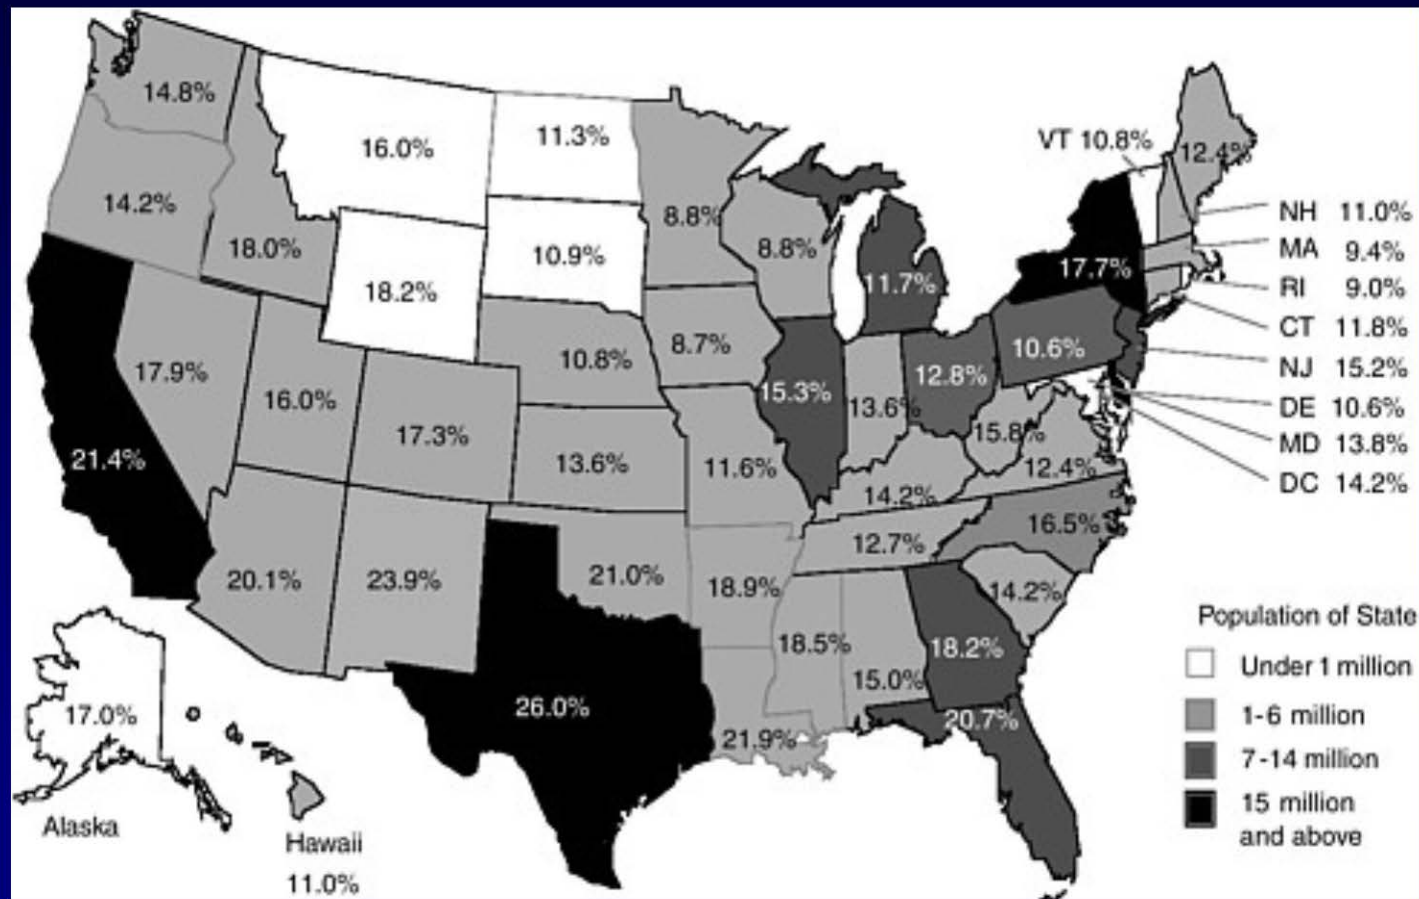 14.8%
16.0%
11.3%
VT 10.8%
12.4%
14.2%
18.0%
8.8%
8.8%
10.9%
18.2%
11.7%
17.7%
NH 11.0%
MA 9.4%
RI 9.0%
CT 11.8%
NJ 15.2%
DE 10.6%
MD 13.8%
DC 14.2%
17.9%
16.0%
17.3%
10.8%
8.7%
15.3%
13.6%
12.8%
10.6%
21.4%
13.6%
11.6%
14.2%
15.8%
12.4%
16.5%
12.7%
20.1%
23.9%
21.0%
18.9%
14.2%
18.5%
15.0%
18.2%
26.0%
21.9%
20.7%
17.0%
Alaska
Hawaii
11.0%
Population of State
Under 1 million
1-6 million
7-14 million
15 million
and above